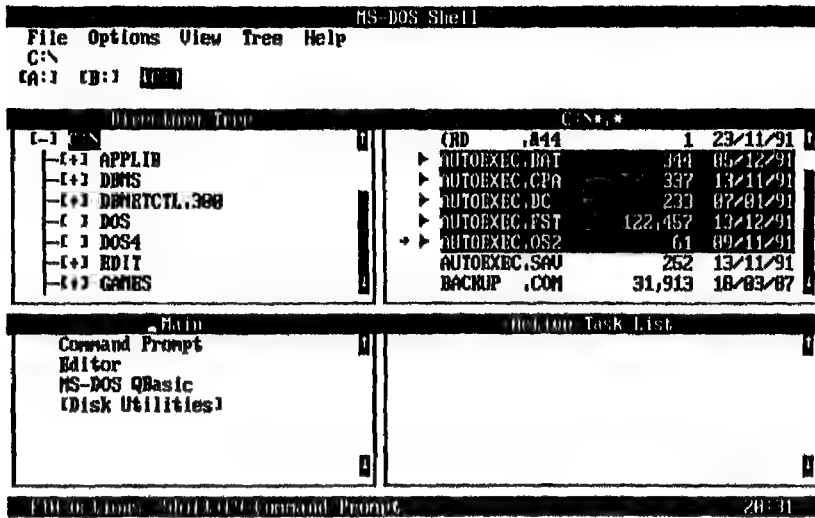 MS-DOS Shell
File Options View Tree Help
C:\
[A:] [B:] [C:]
Directory Tree
C:\*.*
[-] C:\
[+] APPLIB
[+] DBMS
[+] DBNETCTL.300
[ ] DOS
[ ] DOS4
[+] EDIT
[+] GAMES
(RD .A44 1 23/11/91
AUTOEXEC.BAT 344 05/12/91
AUTOEXEC.CPA 337 13/11/91
AUTOEXEC.DC 233 07/01/91
AUTOEXEC.FST 122,457 13/12/91
AUTOEXEC.OS2 61 09/11/91
AUTOEXEC.SAV 262 13/11/91
BACKUP .COM 31,913 18/03/87
Main
Command Prompt
Editor
MS-DOS QBasic
[Disk Utilities]
Active Task List
Command Prompt
20:31